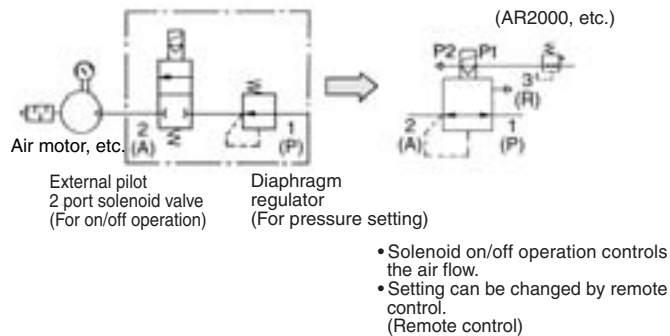 (AR2000, etc.)
P2 P1
3
(R)
2
(A)
1
(P)
2
(A)
1
(P)
Air motor, etc.
External pilot
2 port solenoid valve
(For on/off operation)
Diaphragm
regulator
(For pressure setting)
• Solenoid on/off operation controls
the air flow.
• Setting can be changed by remote
control.
(Remote control)